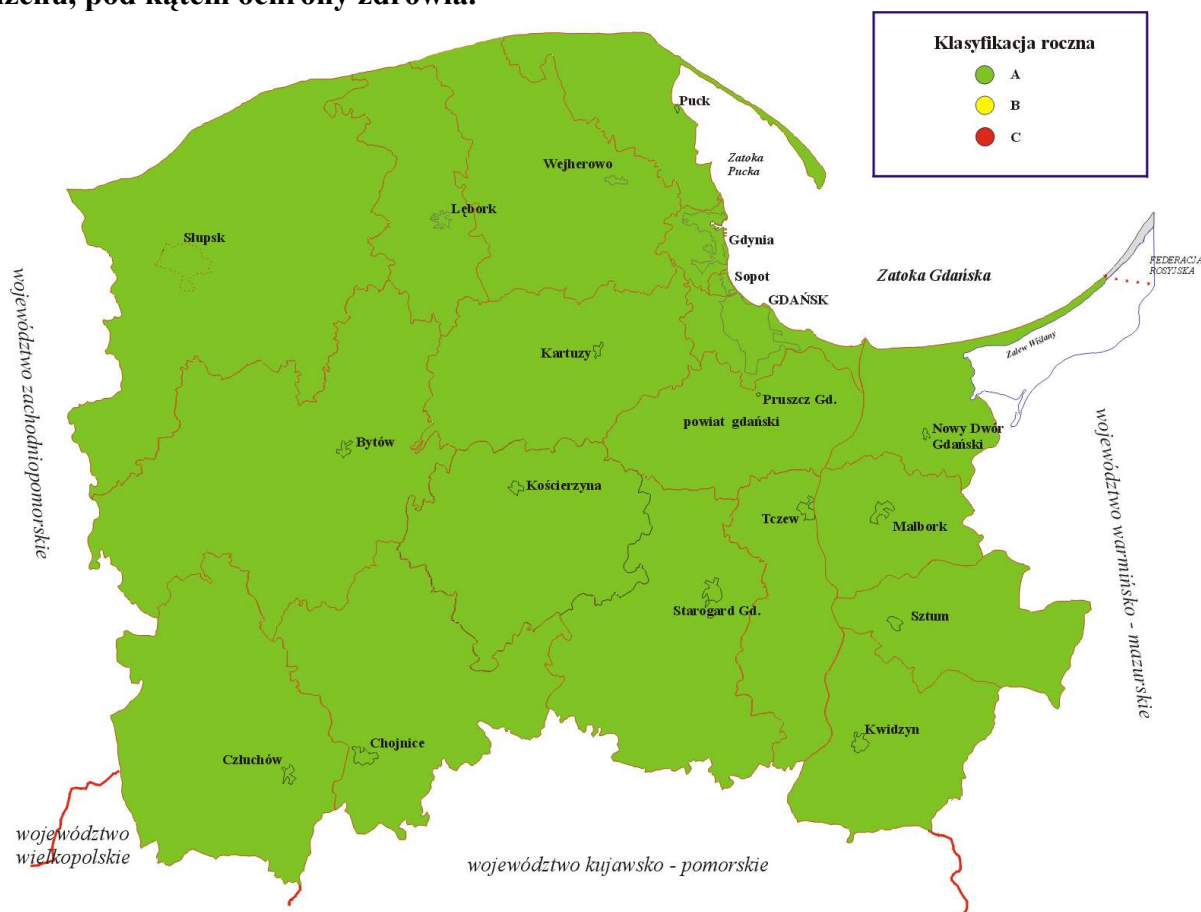 pod kątem ochrony zdrowia.
Klasyfikacja roczna
A
B
C
Puck
Zatoka
Pucka
Wejherowo
Lębork
Słupsk
Gdynia
Sopot
GDAŃSK
Zatoka Gdańska
FEDERACJA
ROSYJSKA
Zalew Wiślany
województwo zachodniopomorskie
Kartuzy
Pruszcz Gd.
powiat gdański
Nowy Dwór
Gdański
Bytów
Kościerzyna
Tczew
Malbork
województwo warmińsko - mazurskie
Starogard Gd.
Sztum
Kwidzyn
Chojnice
Człuchów
województwo
wielkopolskie
województwo kujawsko - pomorskie